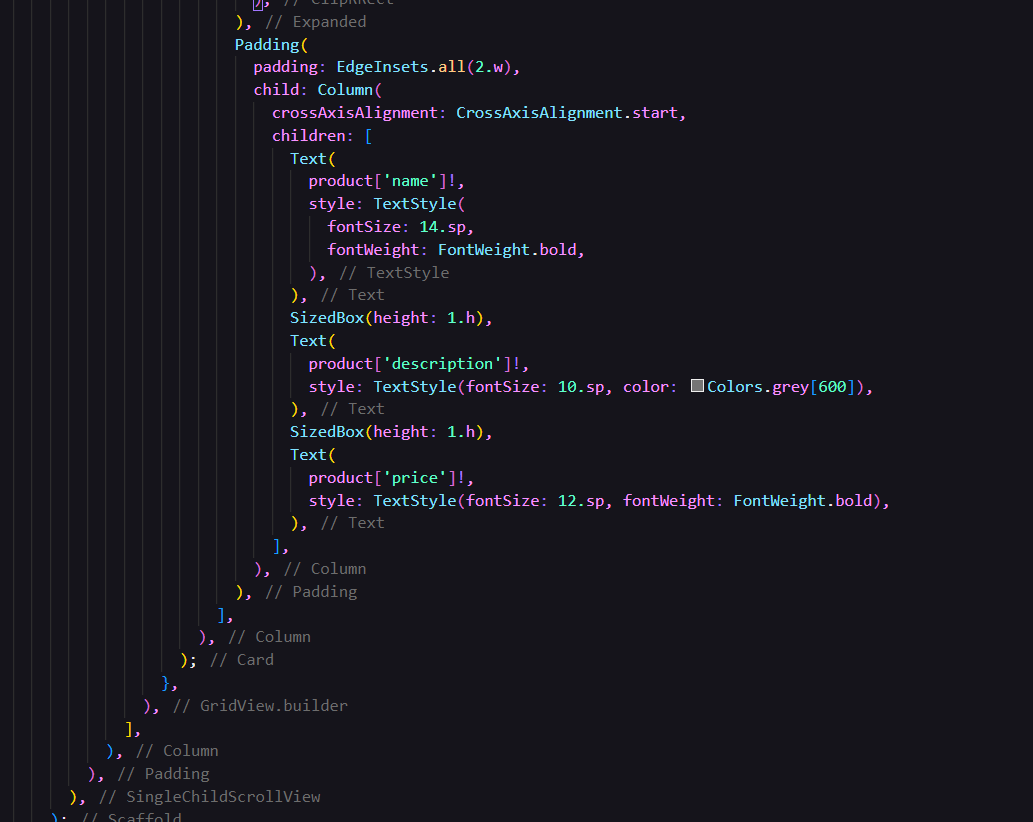 ), // ClipRRect
), // Expanded
Padding(
padding: EdgeInsets.all(2.w),
child: Column(
crossAxisAlignment: CrossAxisAlignment.start,
children: [
Text(
product['name']!,
style: TextStyle(
fontSize: 14.sp,
fontWeight: FontWeight.bold,
), // TextStyle
), // Text
SizedBox(height: 1.h),
Text(
product['description']!,
style: TextStyle(fontSize: 10.sp, color: Colors.grey[600]),
), // Text
SizedBox(height: 1.h),
Text(
product['price']!,
style: TextStyle(fontSize: 12.sp, fontWeight: FontWeight.bold),
), // Text
],
), // Column
), // Padding
],
), // Column
); // Card
},
), // GridView.builder
],
), // Column
), // Padding
), // SingleChildScrollView
); // Scaffold